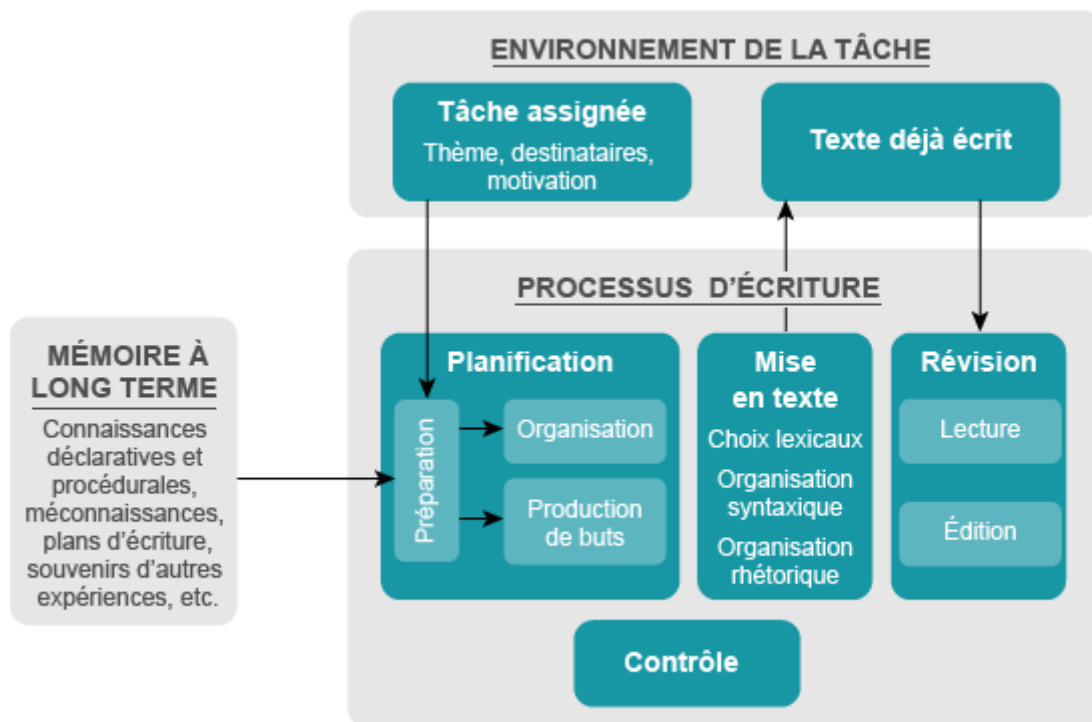 ENVIRONNEMENT DE LA TÂCHE
Tâche assignée
Thème, destinataires,
motivation
Texte déjà écrit
PROCESSUS D’ÉCRITURE
MÉMOIRE À
LONG TERME
Connaissances
déclaratives et
procédurales,
méconnaissances,
plans d’écriture,
souvenirs d’autres
expériences, etc.
Planification
Préparation
Organisation
Production
de buts
Mise
en texte
Choix lexicaux
Organisation
syntaxique
Organisation
rhétorique
Révision
Lecture
Édition
Contrôle